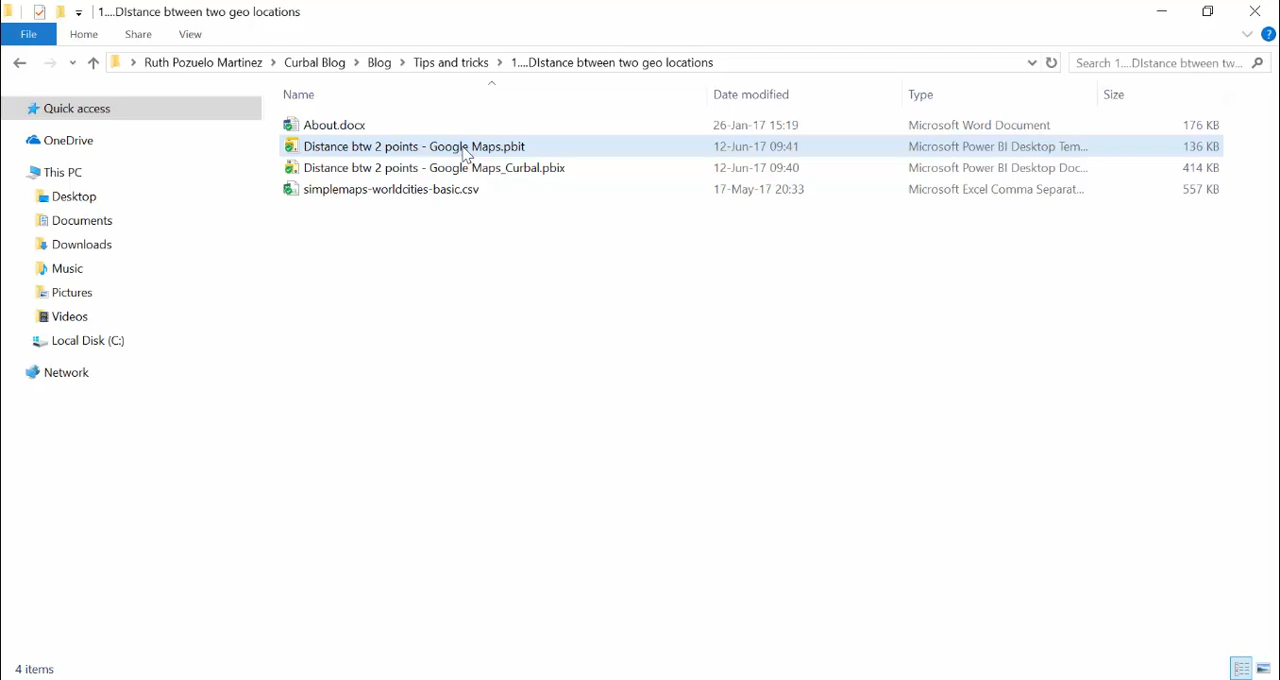 1....DIstance btween two geo locations
File Home Share View
Ruth Pozuelo Martinez Curbal Blog Blog Tips and tricks 1....DIstance btween two geo locations Search 1....DIstance btween tw...
Name Date modified Type Size
Quick access
About.docx 26-Jan-17 15:19 Microsoft Word Document 176 KB
OneDrive
Distance btw 2 points - Google Maps.pbit 12-Jun-17 09:41 Microsoft Power BI Desktop Tem... 136 KB
Distance btw 2 points - Google Maps_Curbal.pbix 12-Jun-17 09:40 Microsoft Power BI Desktop Doc... 414 KB
This PC
simplemaps-worldcities-basic.csv 17-May-17 20:33 Microsoft Excel Comma Separat... 557 KB
Desktop
Documents
Downloads
Music
Pictures
Videos
Local Disk (C:)
Network
4 items